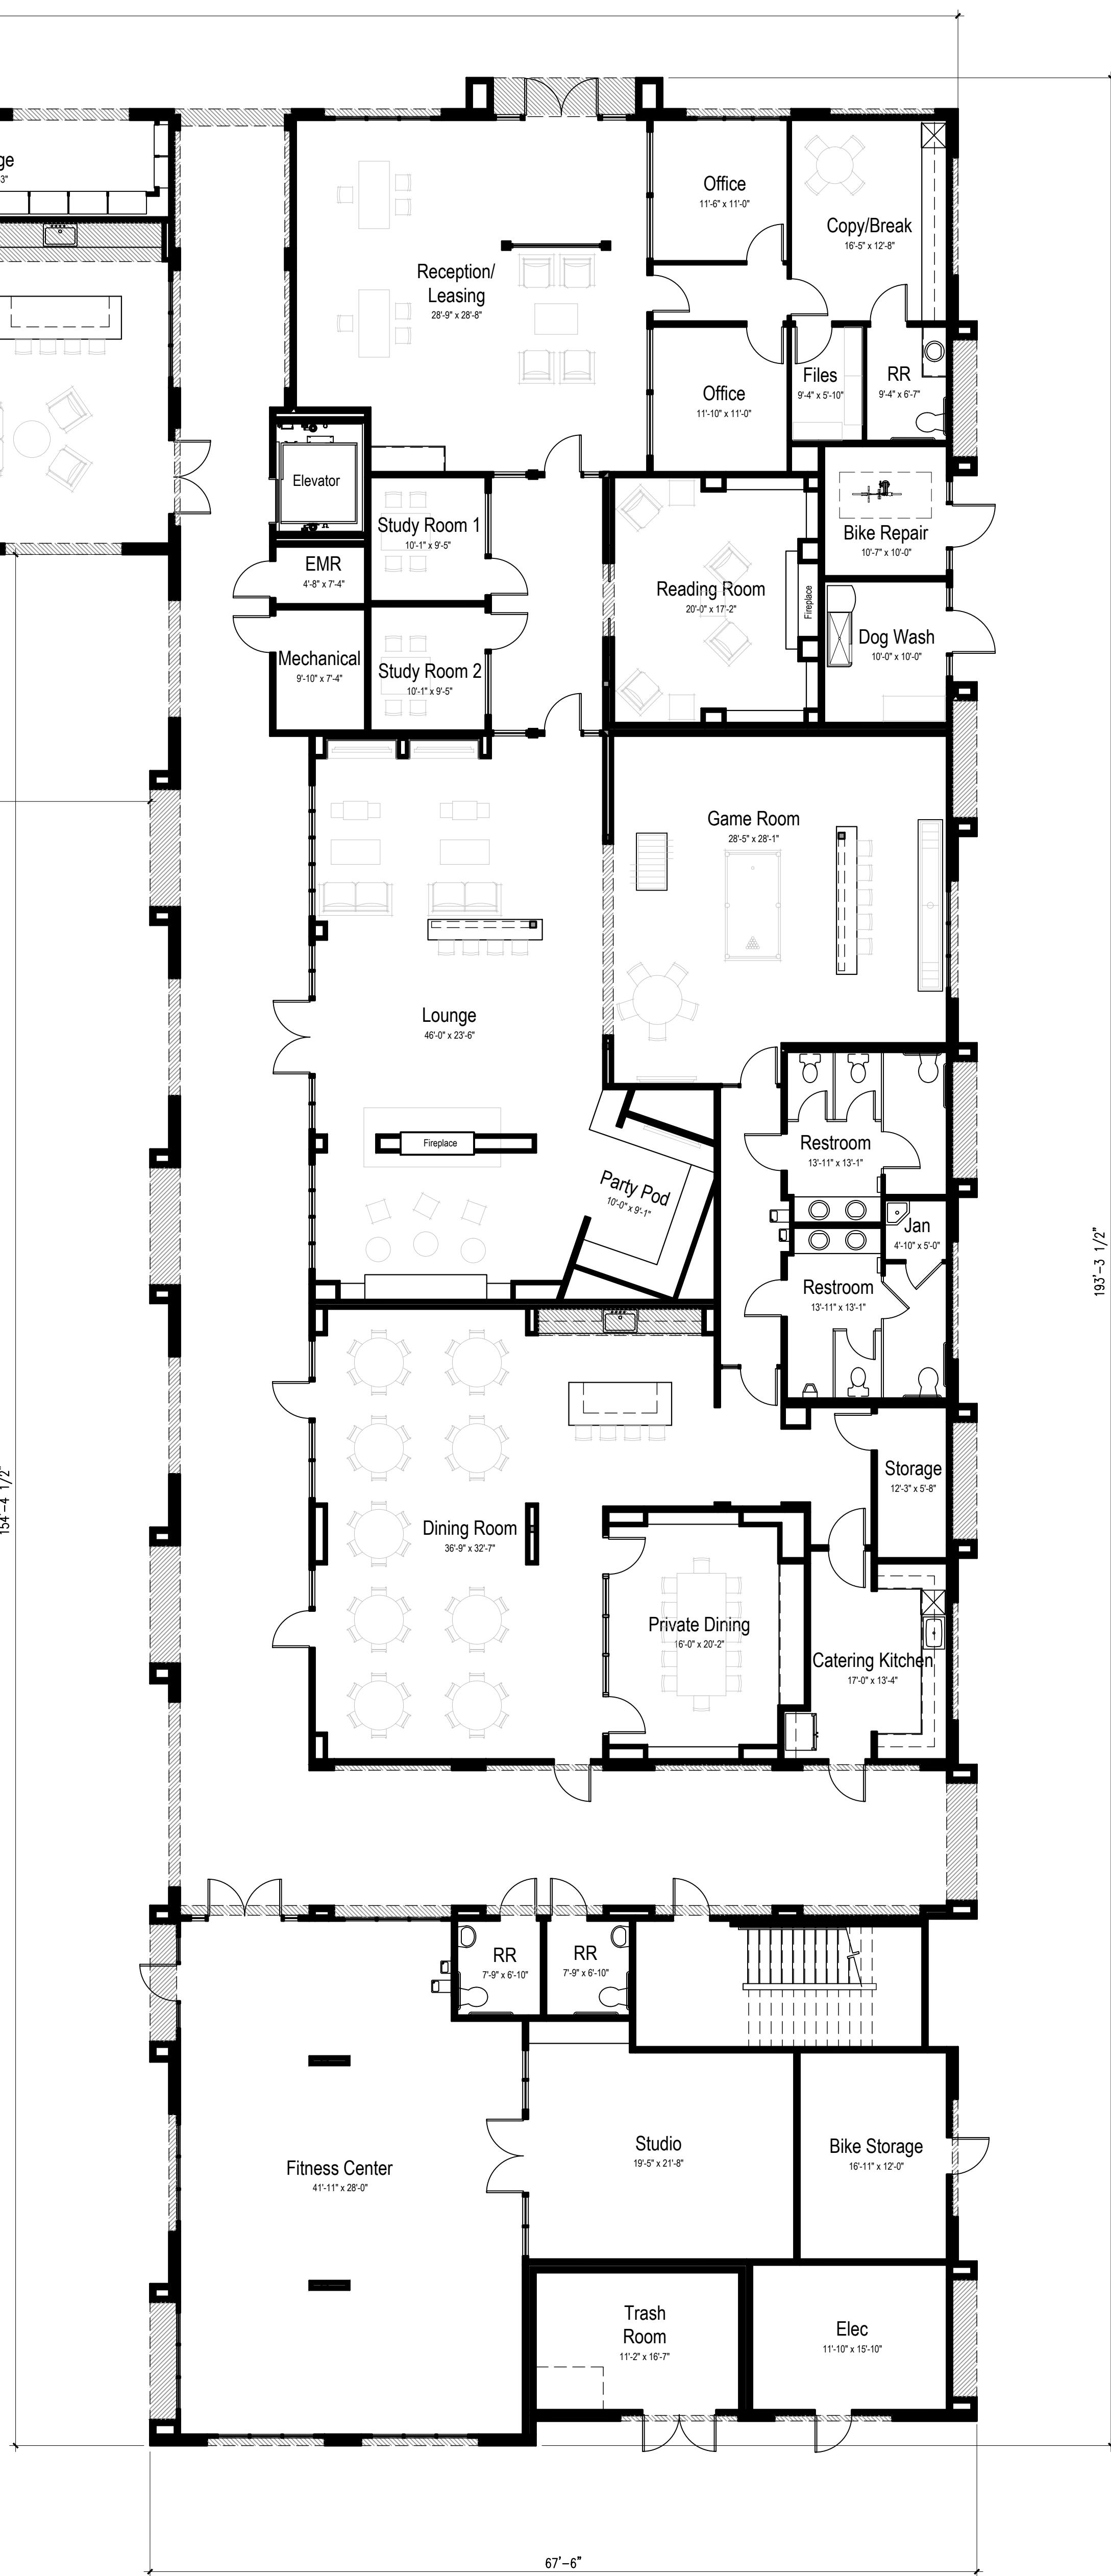 ge
3"
Office
11'-6" x 11'-0"
Copy/Break
16'-5" x 12'-8"
Reception/
Leasing
28'-9" x 28'-8"
Office
11'-10" x 11'-0"
Files
9'-4" x 5'-10"
RR
9'-4" x 6'-7"
Elevator
Study Room 1
10'-1" x 9'-5"
Bike Repair
10'-7" x 10'-0"
EMR
4'-8" x 7'-4"
Reading Room
20'-0" x 17'-2"
Fireplace
Dog Wash
10'-0" x 10'-0"
Mechanical
9'-10" x 7'-4"
Study Room 2
10'-1" x 9'-5"
Game Room
28'-5" x 28'-1"
Lounge
46'-0" x 23'-6"
Fireplace
Restroom
13'-11" x 13'-1"
Party Pod
10'-0" x 9'-1"
Jan
4'-10" x 5'-0"
Restroom
13'-11" x 13'-1"
193'-3 1/2"
154'-4 1/2"
Storage
12'-3" x 5'-8"
Dining Room
36'-9" x 32'-7"
Private Dining
16'-0" x 20'-2"
Catering Kitchen
17'-0" x 13'-4"
RR
7'-9" x 6'-10"
RR
7'-9" x 6'-10"
Studio
19'-5" x 21'-8"
Bike Storage
16'-11" x 12'-0"
Fitness Center
41'-11" x 28'-0"
Trash
Room
11'-2" x 16'-7"
Elec
11'-10" x 15'-10"
67'-6"